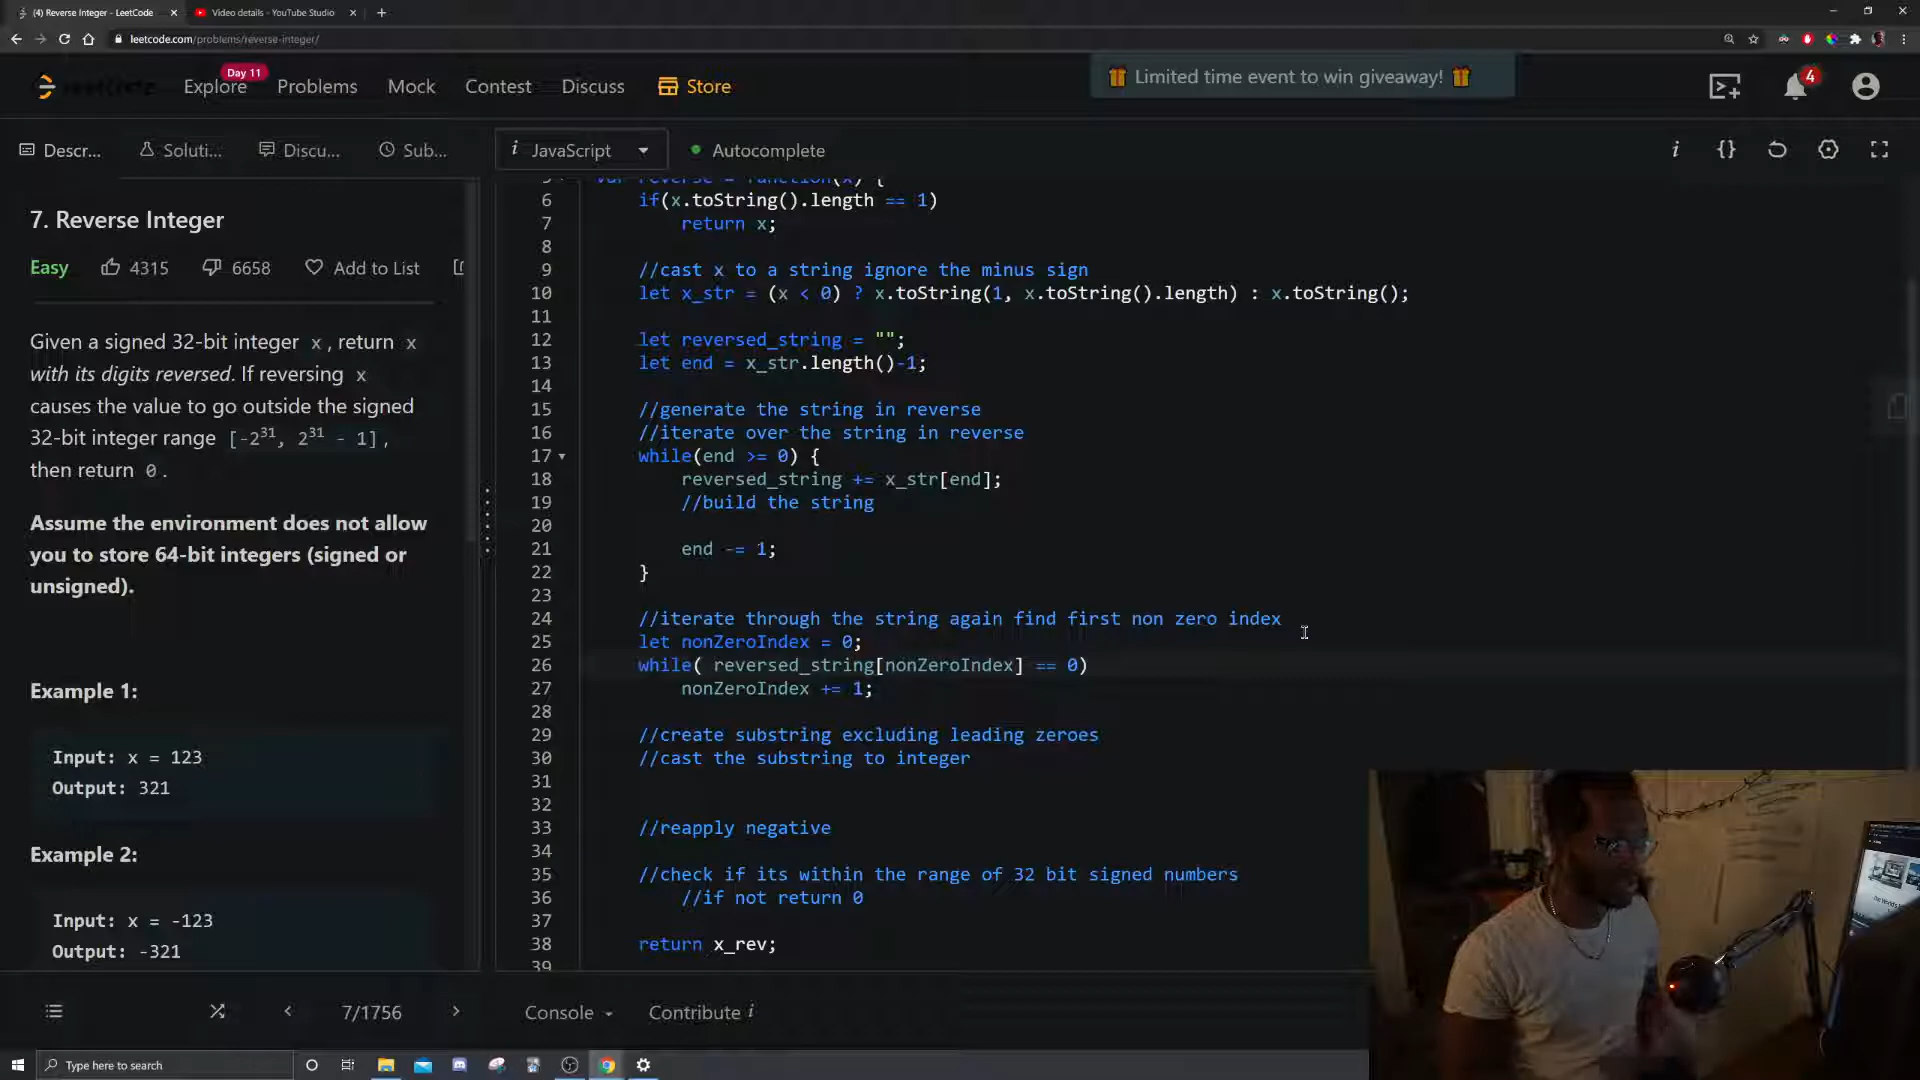 (4) Reverse Integer - LeetCode
Video details - YouTube Studio
leetcode.com/problems/reverse-integer/
Explore
Day 11
Problems
Mock
Contest
Discuss
Store
Limited time event to win giveaway!
4
Descr...
Soluti...
Discu...
Sub...
i JavaScript
Autocomplete
i {}
7. Reverse Integer
Easy 4315 6658 Add to List
Given a signed 32-bit integer x, return x
with its digits reversed. If reversing x
causes the value to go outside the signed
32-bit integer range [-2³¹, 2³¹ - 1],
then return 0.
Assume the environment does not allow
you to store 64-bit integers (signed or
unsigned).
Example 1:
Input: x = 123
Output: 321
Example 2:
Input: x = -123
Output: -321
5 var reverse = function(x) {
6 if(x.toString().length == 1)
7 return x;
8
9 //cast x to a string ignore the minus sign
10 let x_str = (x < 0) ? x.toString(1, x.toString().length) : x.toString();
11
12 let reversed_string = "";
13 let end = x_str.length()-1;
14
15 //generate the string in reverse
16 //iterate over the string in reverse
17 while(end >= 0) {
18 reversed_string += x_str[end];
19 //build the string
20
21 end -= 1;
22 }
23
24 //iterate through the string again find first non zero index
25 let nonZeroIndex = 0;
26 while( reversed_string[nonZeroIndex] == 0)
27 nonZeroIndex += 1;
28
29 //create substring excluding leading zeroes
30 //cast the substring to integer
31
32
33 //reapply negative
34
35 //check if its within the range of 32 bit signed numbers
36 //if not return 0
37
38 return x_rev;
39
7/1756
Console
Contribute i
Type here to search